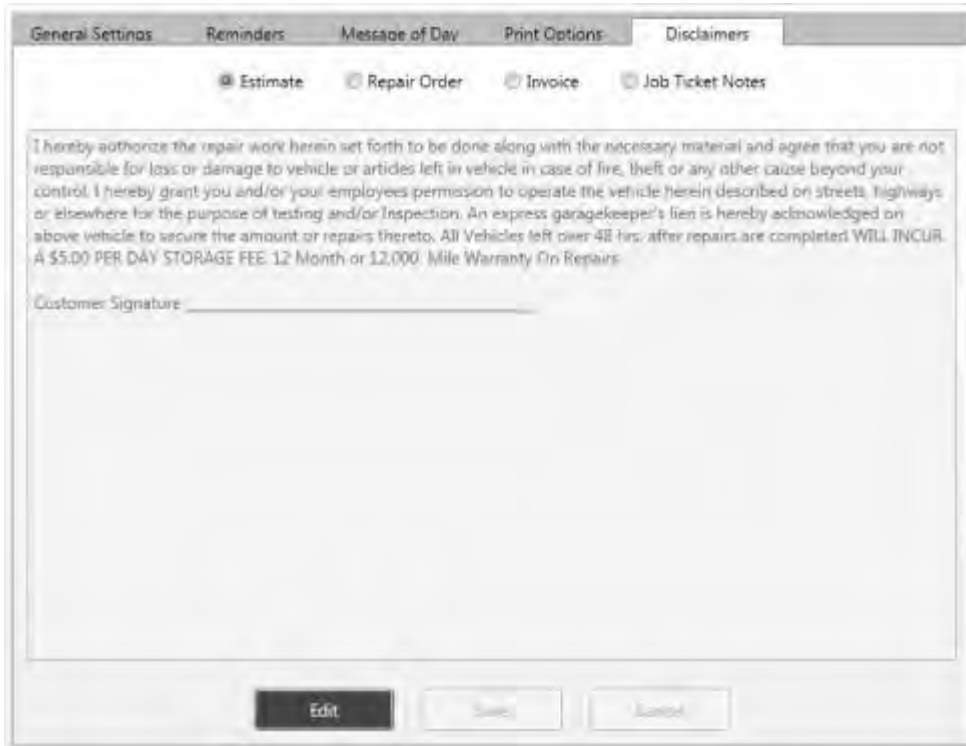 General Settings Reminders Message of Day Print Options Disclaimers
Estimate Repair Order Invoice Job Ticket Notes
I hereby authorize the repair work herein set forth to be done along with the necessary material and agree that you are not
responsible for loss or damage to vehicle or articles left in vehicle in case of fire, theft or any other cause beyond your
control. I hereby grant you and/or your employees permission to operate the vehicle herein described on streets, highways
or elsewhere for the purpose of testing and/or Inspection. An express garagekeeper's lien is hereby acknowledged on
above vehicle to secure the amount or repairs thereto. All Vehicles left over 48 hrs. after repairs are completed WILL INCUR
A $5.00 PER DAY STORAGE FEE. 12 Month or 12,000. Mile Warranty On Repairs
Customer Signature
Edit Save Cancel